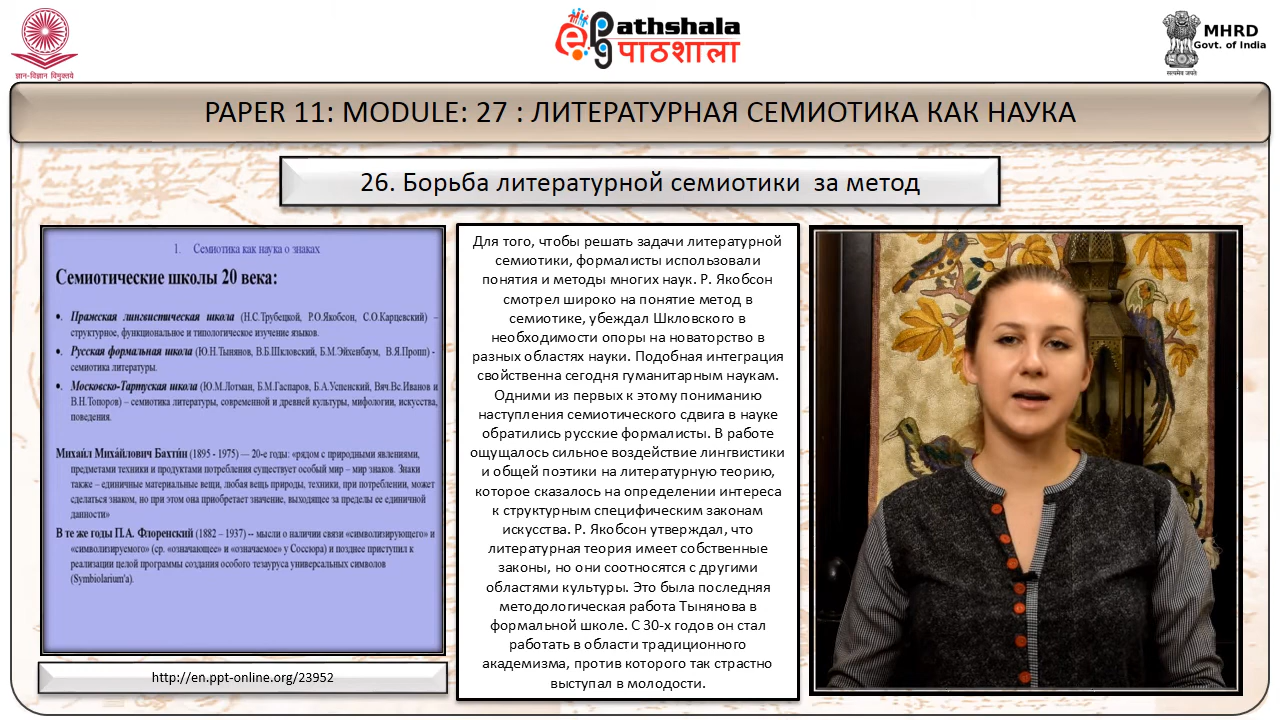 ज्ञान-विज्ञान विमुक्तये
ePg
athshala
पाठशाला
MHRD
Govt. of India
सत्यमेव जयते
PAPER 11: MODULE: 27 : ЛИТЕРАТУРНАЯ СЕМИОТИКА КАК НАУКА
26. Борьба литературной семиотики за метод
1. Семиотика как наука о знаках
Семиотические школы 20 века:
• Пражская лингвистическая школа (Н.С.Трубецкой, Р.О.Якобсон, С.О.Карцевский) –
структурное, функциональное и типологическое изучение языков.
• Русская формальная школа (Ю.Н.Тынянов, В.Б.Шкловский, Б.М.Эйхенбаум, В.Я.Пропп) -
семиотика литературы.
• Московско-Тартуская школа (Ю.М.Лотман, Б.М.Гаспаров, Б.А.Успенский, Вяч.Вс.Иванов и
В.Н.Топоров) – семиотика литературы, современной и древней культуры, мифологии, искусства,
поведения.
Михаи́л Миха́йлович Бахти́н (1895 - 1975) — 20-е годы: «рядом с природными явлениями,
предметами техники и продуктами потребления существует особый мир – мир знаков. Знаки
также – единичные материальные вещи, любая вещь природы, техники, при потреблении, может
сделаться знаком, но при этом она приобретает значение, выходящее за пределы ее единичной
данности»
В те же годы П.А. Флоренский (1882 – 1937) -- мысли о наличии связи «символизирующего» и
«символизируемого» (ср. «означающее» и «означаемое» у Соссюра) и позднее приступил к
реализации целой программы создания особого тезауруса универсальных символов
(Symbiolarium'a).
http://en.ppt-online.org/23952
Для того, чтобы решать задачи литературной
семиотики, формалисты использовали
понятия и методы многих наук. Р. Якобсон
смотрел широко на понятие метод в
семиотике, убеждал Шкловского в
необходимости опоры на новаторство в
разных областях науки. Подобная интеграция
свойственна сегодня гуманитарным наукам.
Одними из первых к этому пониманию
наступления семиотического сдвига в науке
обратились русские формалисты. В работе
ощущалось сильное воздействие лингвистики
и общей поэтики на литературную теорию,
которое сказалось на определении интереса
к структурным специфическим законам
искусства. Р. Якобсон утверждал, что
литературная теория имеет собственные
законы, но они соотносятся с другими
областями культуры. Это была последняя
методологическая работа Тынянова в
формальной школе. С 30-х годов он стал
работать в области традиционного
академизма, против которого так страстно
выступал в молодости.